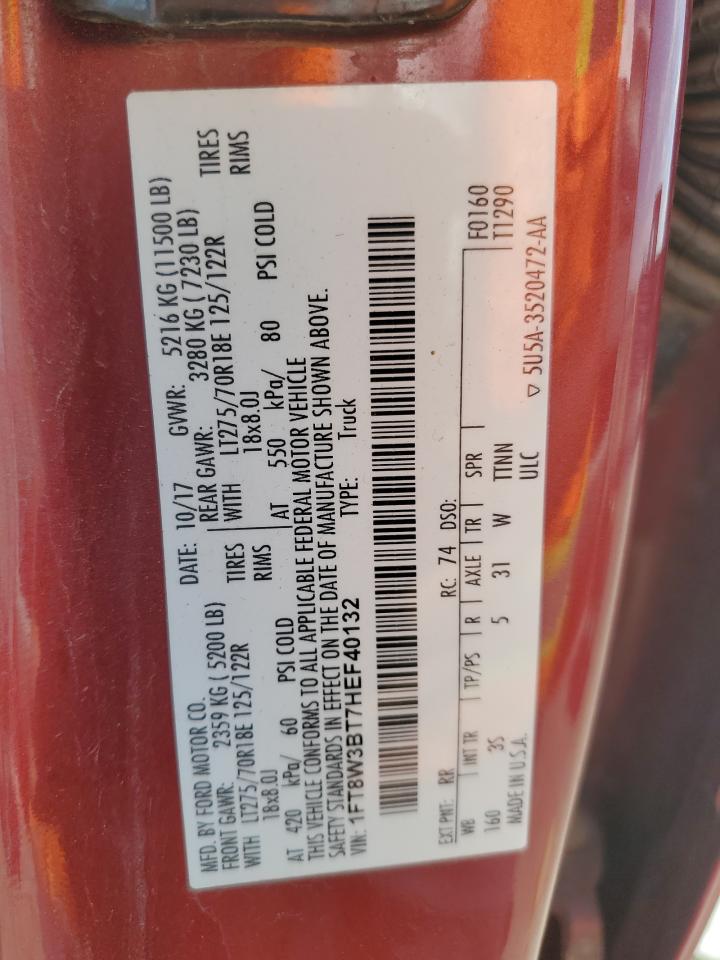 MFD. BY FORD MOTOR CO. DATE: 10/17 GVWR: 5216 KG (11500 LB)
FRONT GAWR: 2359 KG ( 5200 LB) REAR GAWR: 3280 KG ( 7230 LB)
WITH LT275/70R18E 125/122R TIRES WITH LT275/70R18E 125/122R TIRES
18x8.0J RIMS 18x8.0J RIMS
AT 420 kPa/ 60 PSI COLD AT 550 kPa/ 80 PSI COLD
THIS VEHICLE CONFORMS TO ALL APPLICABLE FEDERAL MOTOR VEHICLE
SAFETY STANDARDS IN EFFECT ON THE DATE OF MANUFACTURE SHOWN ABOVE.
VIN: 1FT8W3BT7HEF40132 TYPE: Truck
EXT PNT: RR RC: 74 DSO: F0160
WB INT TR TP/PS R AXLE TR SPR T1290
160 3S 5 31 W TTNN
MADE IN U.S.A. ULC ▽ 5U5A-3520472-AA